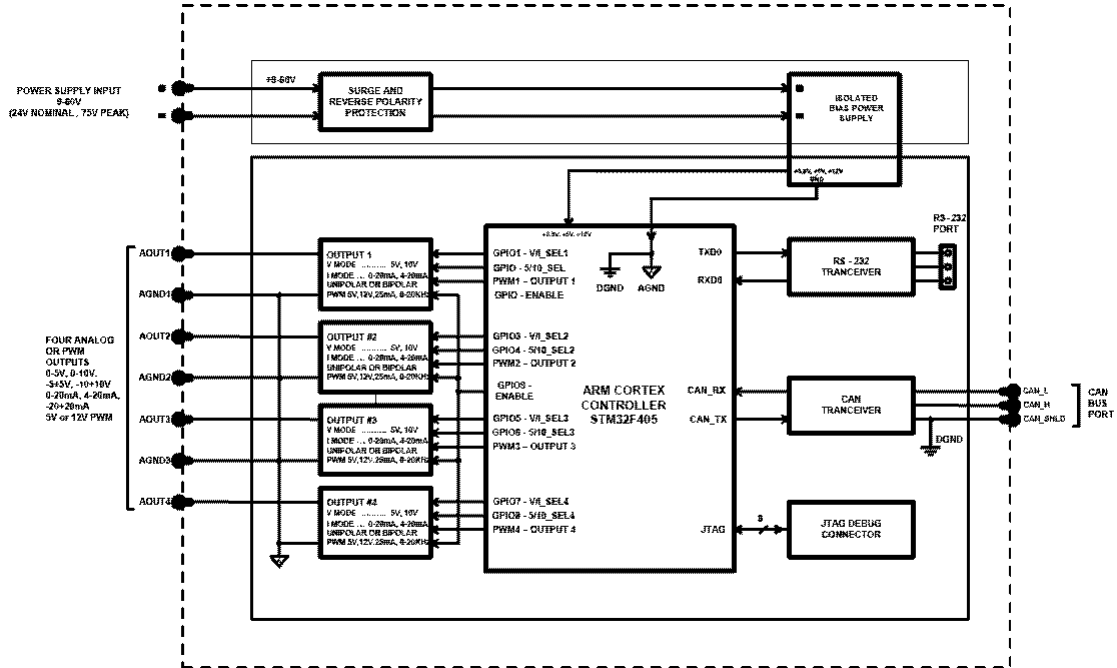 +9-60V
POWER SUPPLY INPUT
9-60V
(24V NOMINAL, 75V PEAK)
SURGE AND
REVERSE POLARITY
PROTECTION
ISOLATED
BIAS POWER
SUPPLY
+3.3V, +5V, +12V
GND
RS-232
PORT
+3.3V, +5V, +12V
AOUT1
AGND1
AOUT2
AGND2
AOUT3
AGND3
AOUT4
FOUR ANALOG
OR PWM
OUTPUTS
0-5V, 0-10V,
-5+5V, -10+10V
0-20mA, 4-20mA,
-20+20mA
5V or 12V PWM
OUTPUT 1
V MODE .......... 5V, 10V
I MODE ... 0-20mA, 4-20mA
UNIPOLAR OR BIPOLAR
PWM 5V,12V,25mA, 0-20KHz
OUTPUT #2
V MODE .......... 5V, 10V
I MODE ... 0-20mA, 4-20mA,
UNIPOLAR OR BIPOLAR
PWM 5V,12V,25mA, 0-20KHz
OUTPUT #3
V MODE .......... 5V, 10V
I MODE ... 0-20mA, 4-20mA,
UNIPOLAR OR BIPOLAR
PWM 5V,12V,25mA, 0-20KHz
OUTPUT #4
V MODE .......... 5V, 10V
I MODE ... 0-20mA, 4-20mA,
UNIPOLAR OR BIPOLAR
PWM 5V,12V,25mA, 0-20KHz
GPIO1 - V/I_SEL1
GPIO - 5/10_SEL
PWM1 - OUTPUT 1
GPIO - ENABLE
GPIO3 - V/I_SEL2
GPIO4 - 5/10_SEL2
PWM2 - OUTPUT 2
GPIO9 -
ENABLE
GPIO5 - V/I_SEL3
GPIO6 - 5/10_SEL3
PWM3 - OUTPUT 3
GPIO7 - V/I_SEL4
GPIO8 - 5/10_SEL4
PWM4 - OUTPUT 4
DGND
AGND
ARM CORTEX
CONTROLLER
STM32F405
TXD0
RXD0
CAN_RX
CAN_TX
JTAG
RS - 232
TRANCEIVER
CAN
TRANCEIVER
DGND
JTAG DEBUG
CONNECTOR
CAN_L
CAN_H
CAN_SHLD
CAN
BUS
PORT